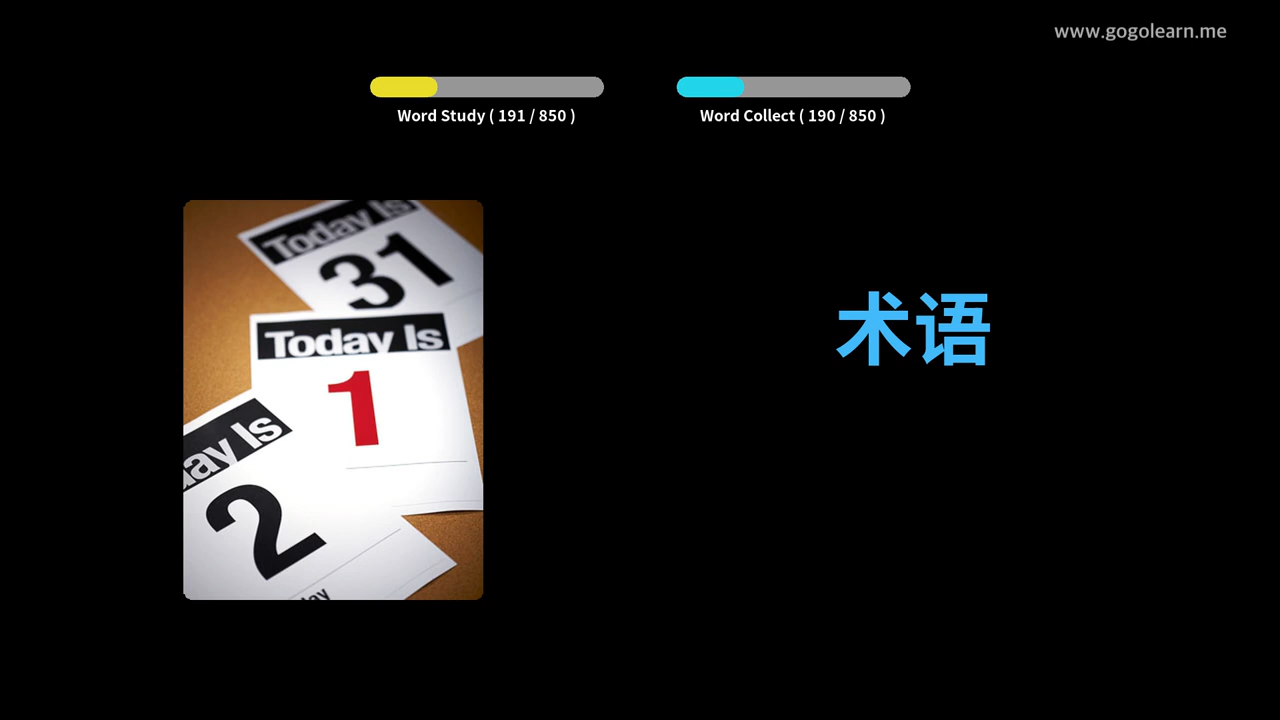 www.gogolearn.me
Word Study ( 191 / 850 )
Word Collect ( 190 / 850 )
Today Is
31
Today Is
1
ay Is
2
ay
术语